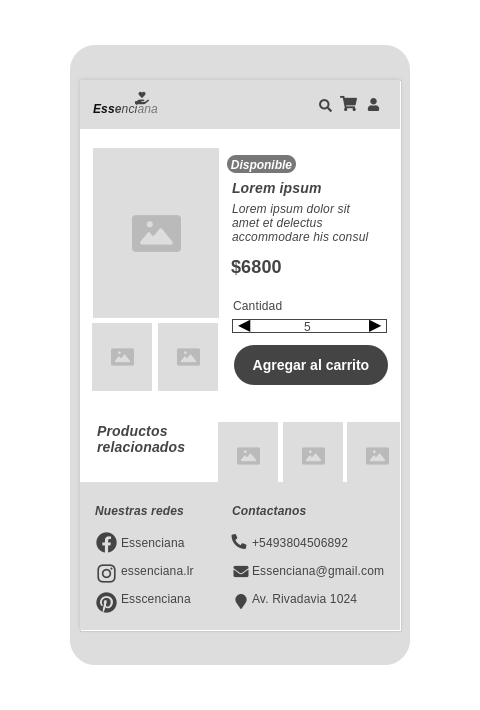 Essenciana
Disponible
Lorem ipsum
Lorem ipsum dolor sit
amet et delectus
accommodare his consul
$6800
Cantidad
5
Agregar al carrito
Productos
relacionados
Nuestras redes
Contactanos
Essenciana
+5493804506892
essenciana.lr
Essenciana@gmail.com
Esscenciana
Av. Rivadavia 1024